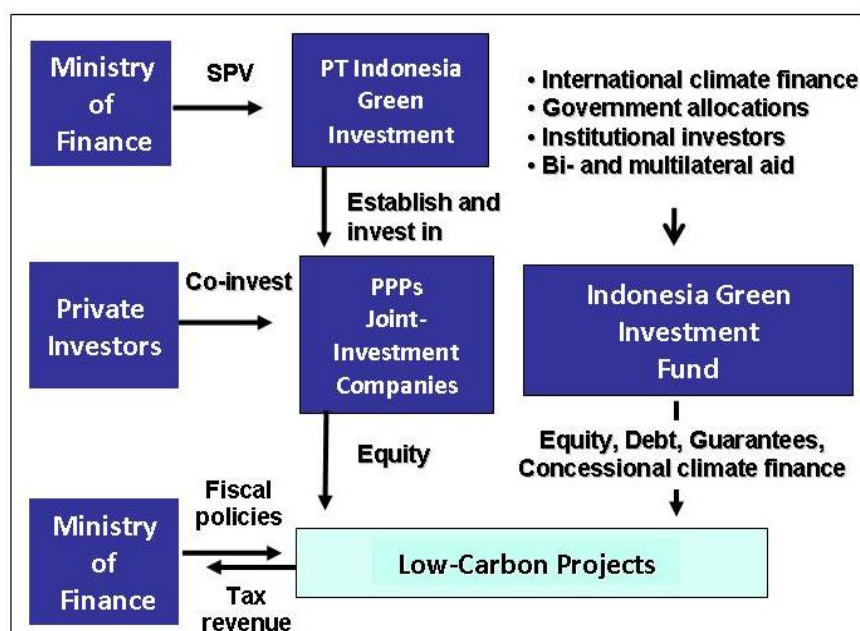 Ministry
of
Finance
SPV
PT Indonesia
Green
Investment
• International climate finance
• Government allocations
• Institutional investors
• Bi- and multilateral aid
Establish and
invest in
Private
Investors
Co-invest
PPPs
Joint-
Investment
Companies
Indonesia Green
Investment
Fund
Equity
Equity, Debt, Guarantees,
Concessional climate finance
Ministry
of
Finance
Fiscal
policies
Tax
revenue
Low-Carbon Projects